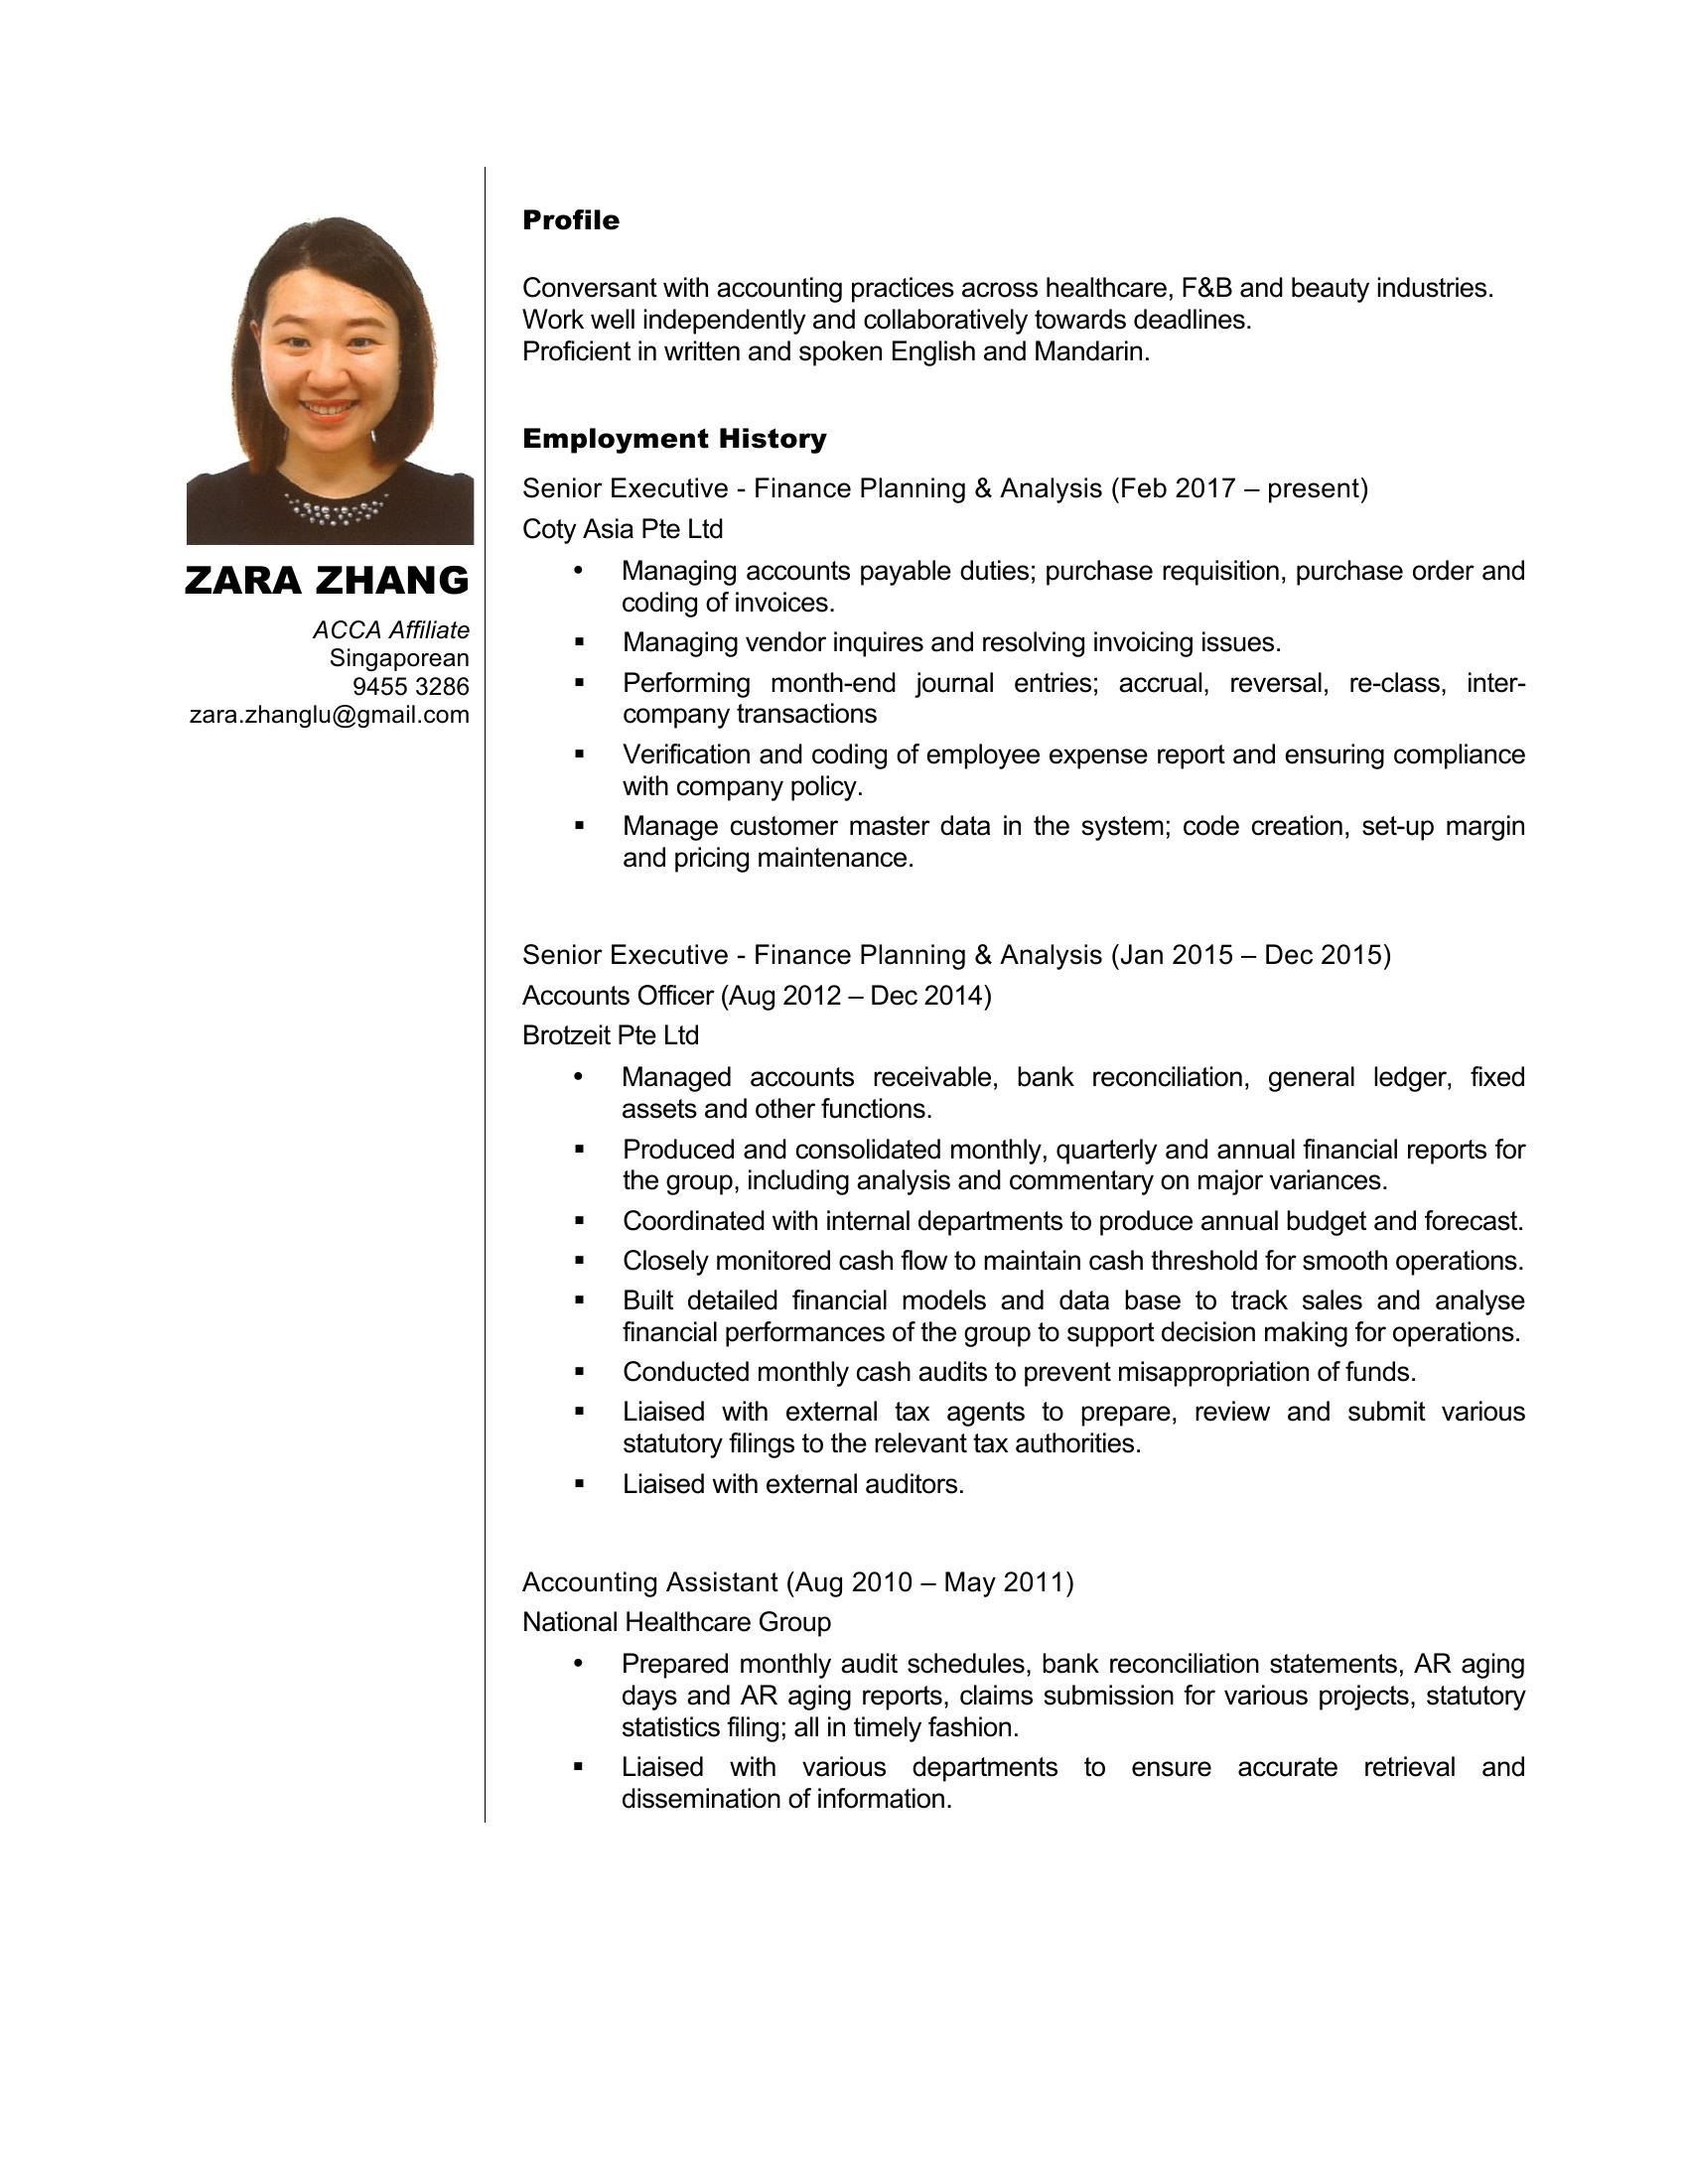 ZARA ZHANG
ACCA Affiliate
Singaporean
9455 3286
zara.zhanglu@gmail.com
Profile
Conversant with accounting practices across healthcare, F&B and beauty industries.
Work well independently and collaboratively towards deadlines.
Proficient in written and spoken English and Mandarin.
Employment History
Senior Executive - Finance Planning & Analysis (Feb 2017 – present)
Coty Asia Pte Ltd
• Managing accounts payable duties; purchase requisition, purchase order and
coding of invoices.
▪ Managing vendor inquires and resolving invoicing issues.
▪ Performing month-end journal entries; accrual, reversal, re-class, inter-
company transactions
▪ Verification and coding of employee expense report and ensuring compliance
with company policy.
▪ Manage customer master data in the system; code creation, set-up margin
and pricing maintenance.
Senior Executive - Finance Planning & Analysis (Jan 2015 – Dec 2015)
Accounts Officer (Aug 2012 – Dec 2014)
Brotzeit Pte Ltd
• Managed accounts receivable, bank reconciliation, general ledger, fixed
assets and other functions.
▪ Produced and consolidated monthly, quarterly and annual financial reports for
the group, including analysis and commentary on major variances.
▪ Coordinated with internal departments to produce annual budget and forecast.
▪ Closely monitored cash flow to maintain cash threshold for smooth operations.
▪ Built detailed financial models and data base to track sales and analyse
financial performances of the group to support decision making for operations.
▪ Conducted monthly cash audits to prevent misappropriation of funds.
▪ Liaised with external tax agents to prepare, review and submit various
statutory filings to the relevant tax authorities.
▪ Liaised with external auditors.
Accounting Assistant (Aug 2010 – May 2011)
National Healthcare Group
• Prepared monthly audit schedules, bank reconciliation statements, AR aging
days and AR aging reports, claims submission for various projects, statutory
statistics filing; all in timely fashion.
▪ Liaised with various departments to ensure accurate retrieval and
dissemination of information.